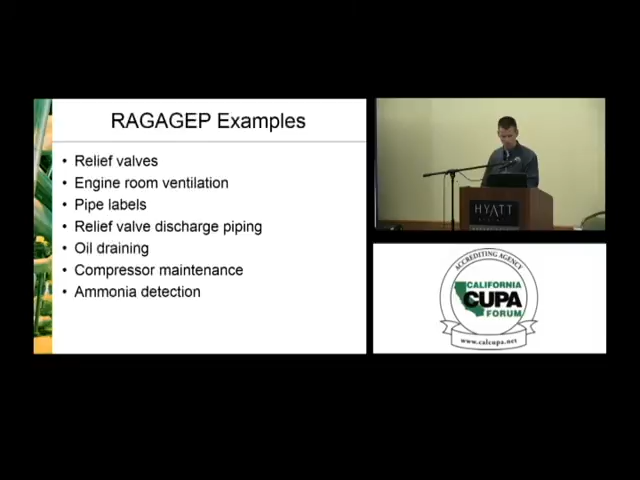 RAGAGEP Examples
• Relief valves
• Engine room ventilation
• Pipe labels
• Relief valve discharge piping
• Oil draining
• Compressor maintenance
• Ammonia detection
HYATT
ACCREDITING AGENCY
CALIFORNIA
CUPA
FORUM
www.calcupa.net